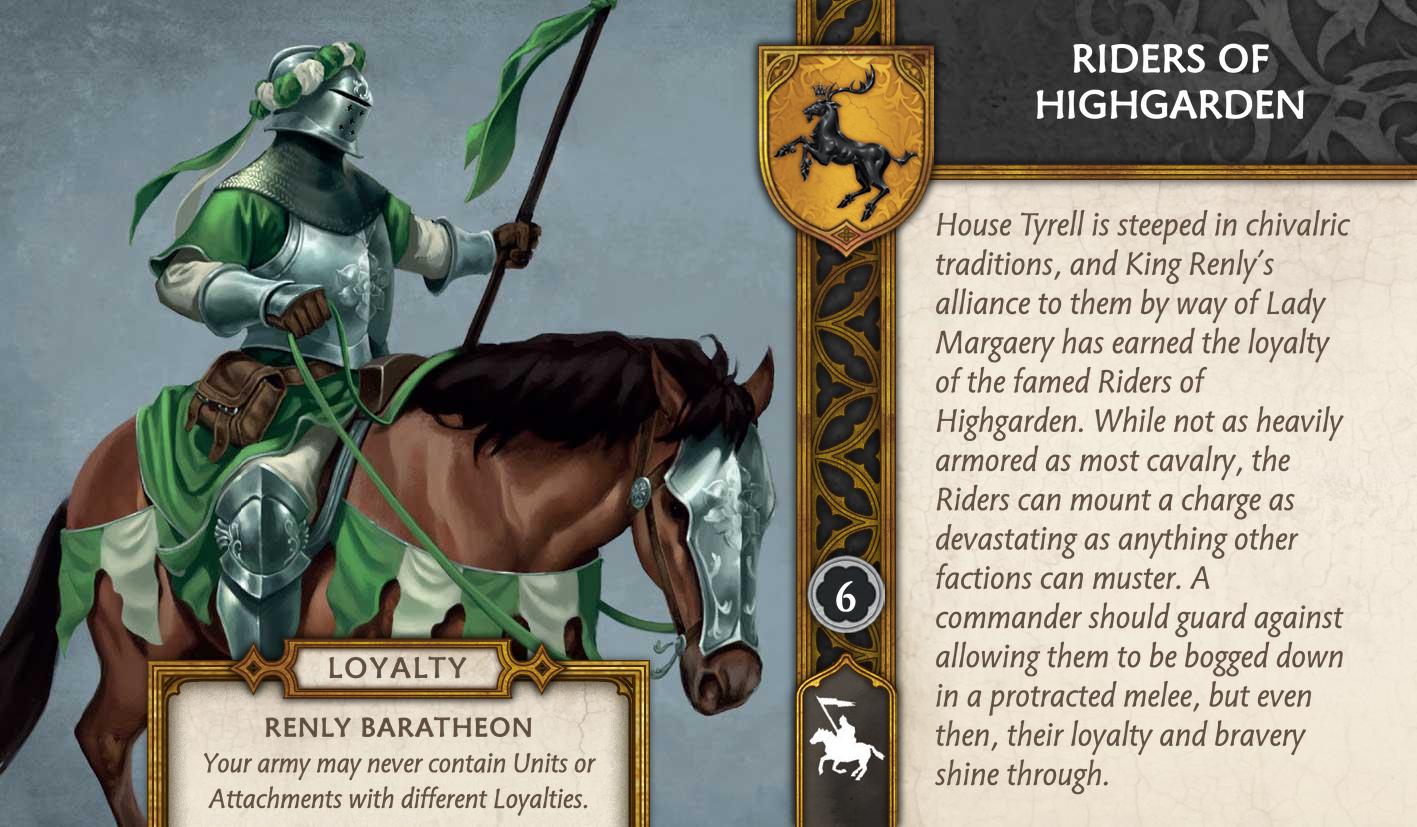 RIDERS OF
HIGHGARDEN
House Tyrell is steeped in chivalric
traditions, and King Renly's
alliance to them by way of Lady
Margaery has earned the loyalty
of the famed Riders of
Highgarden. While not as heavily
armored as most cavalry, the
Riders can mount a charge as
devastating as anything other
factions can muster. A
commander should guard against
allowing them to be bogged down
in a protracted melee, but even
then, their loyalty and bravery
shine through.
6
LOYALTY
RENLY BARATHEON
Your army may never contain Units or
Attachments with different Loyalties.